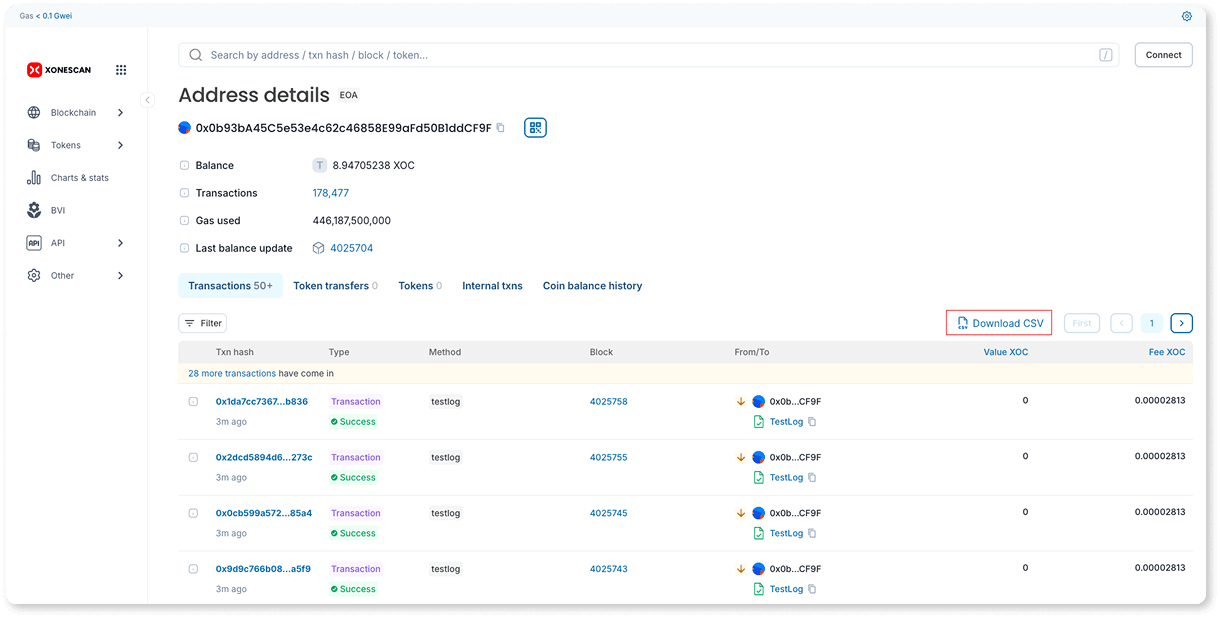 Gas < 0.1 Gwei
XONESCAN
Blockchain
Tokens
Charts & stats
BVI
API API
Other
Search by address / txn hash / block / token... /
Connect
Address details EOA
0x0b93bA45C5e53e4c62c46858E99aFd50B1ddCF9F
Balance T 8.94705238 XOC
Transactions 178,477
Gas used 446,187,500,000
Last balance update 4025704
Transactions 50+ Token transfers 0 Tokens 0 Internal txns Coin balance history
Filter CSV Download CSV First 1
Txn hash Type Method Block From/To Value XOC Fee XOC
28 more transactions have come in
0x1da7cc7367...b836 Transaction testlog 4025758 0x0b...CF9F 0 0.00002813
3m ago Success TestLog
0x2dcd5894d6...273c Transaction testlog 4025755 0x0b...CF9F 0 0.00002813
3m ago Success TestLog
0x0cb599a572...85a4 Transaction testlog 4025745 0x0b...CF9F 0 0.00002813
3m ago Success TestLog
0x9d9c766b08...a5f9 Transaction testlog 4025743 0x0b...CF9F 0 0.00002813
3m ago Success TestLog